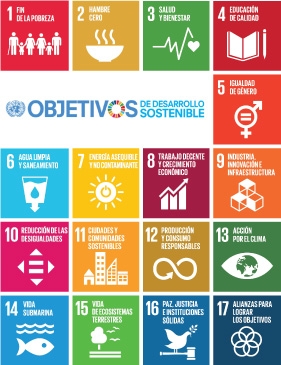 1 FIN
DE LA POBREZA
2 HAMBRE
CERO
3 SALUD
Y BIENESTAR
4 EDUCACIÓN
DE CALIDAD
5 IGUALDAD
DE GÉNERO
OBJETIVOS DE DESARROLLO
SOSTENIBLE
6 AGUA LIMPIA
Y SANEAMIENTO
7 ENERGÍA ASEQUIBLE
Y NO CONTAMINANTE
8 TRABAJO DECENTE
Y CRECIMIENTO
ECONÓMICO
9 INDUSTRIA,
INNOVACIÓN E
INFRAESTRUCTURA
10 REDUCCIÓN DE LAS
DESIGUALDADES
11 CIUDADES Y
COMUNIDADES
SOSTENIBLES
12 PRODUCCIÓN
Y CONSUMO
RESPONSABLES
13 ACCIÓN
POR EL CLIMA
14 VIDA
SUBMARINA
15 VIDA
DE ECOSISTEMAS
TERRESTRES
16 PAZ, JUSTICIA
E INSTITUCIONES
SÓLIDAS
17 ALIANZAS PARA
LOGRAR
LOS OBJETIVOS